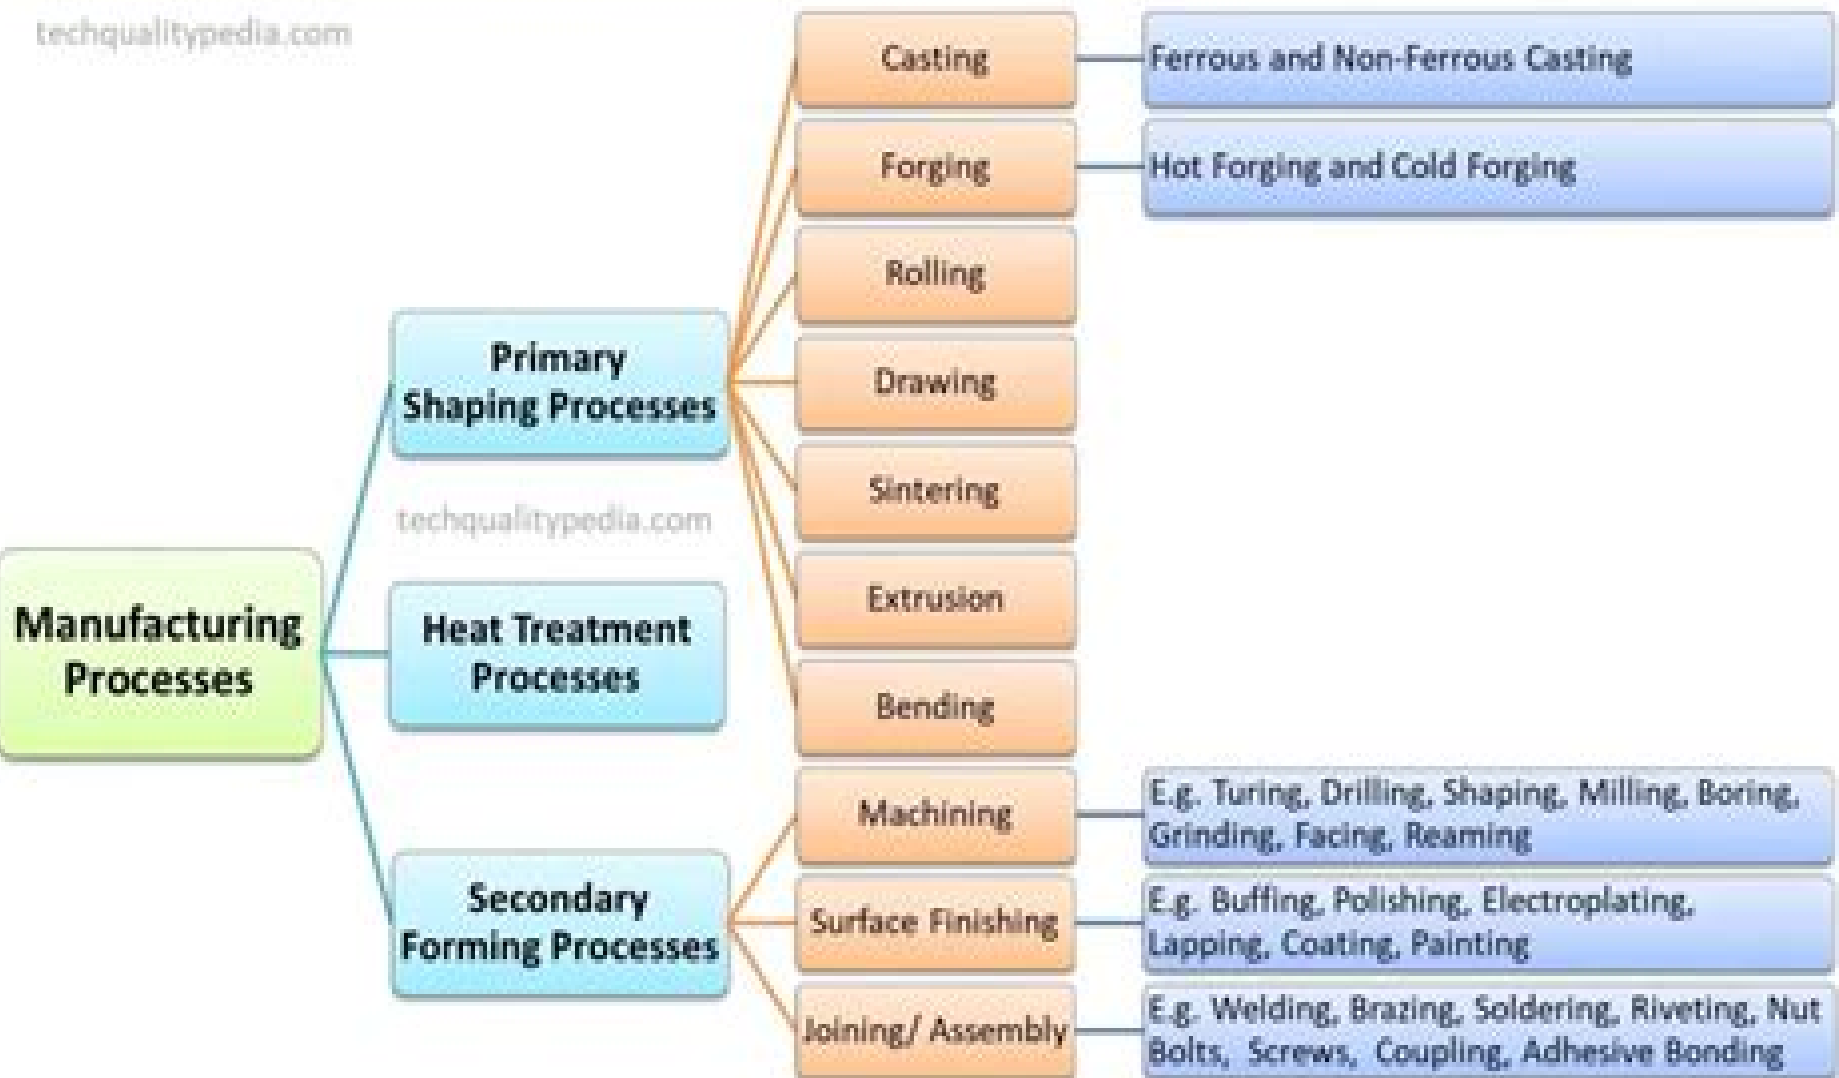 techqualitypedia.com
Manufacturing
Processes
Primary
Shaping Processes
techqualitypedia.com
Heat Treatment
Processes
Secondary
Forming Processes
Casting
Ferrous and Non-Ferrous Casting
Forging
Hot Forging and Cold Forging
Rolling
Drawing
Sintering
Extrusion
Bending
Machining
E.g. Turing, Drilling, Shaping, Milling, Boring,
Grinding, Facing, Reaming
Surface Finishing
E.g. Buffing, Polishing, Electroplating,
Lapping, Coating, Painting
Joining/ Assembly
E.g. Welding, Brazing, Soldering, Riveting, Nut
Bolts, Screws, Coupling, Adhesive Bonding